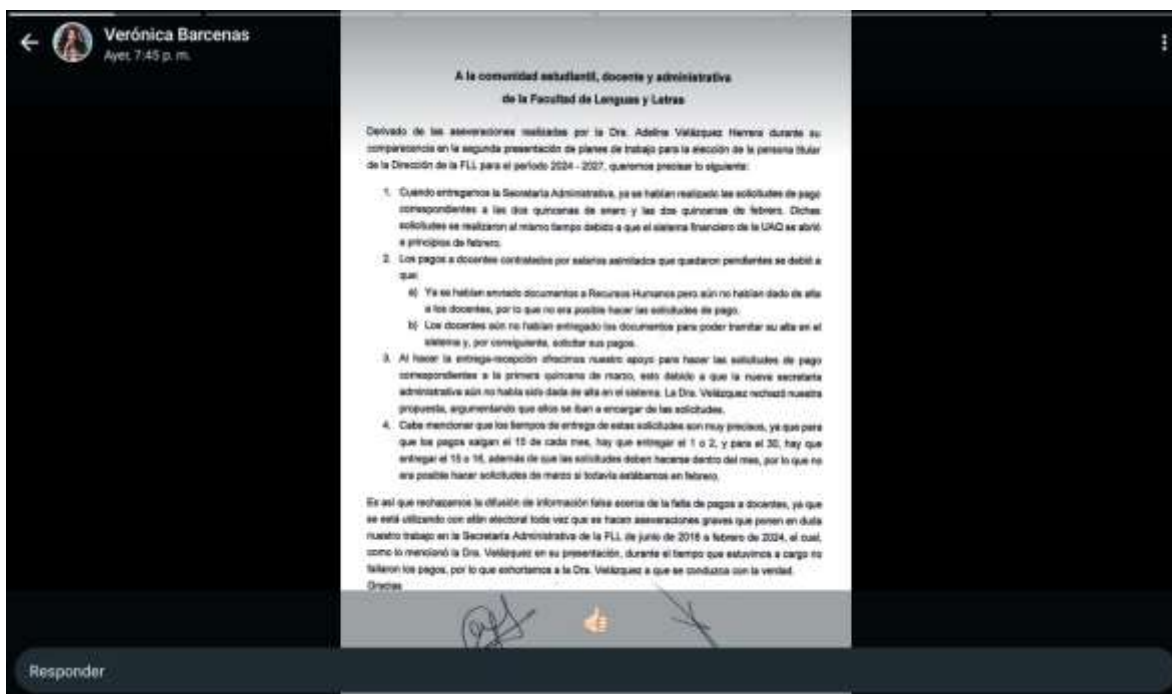 Verónica Barcenas
Ayer, 7:45 p. m.
A la comunidad estudiantil, docente y administrativa
de la Facultad de Lenguas y Letras
Derivado de las aseveraciones realizadas por la Dra. Adelina Velázquez Herrera durante su
comparecencia en la segunda presentación de planes de trabajo para la elección de la persona titular
de la Dirección de la FLL para el periodo 2024 - 2027, queremos precisar lo siguiente:
1. Cuando entregamos la Secretaría Administrativa, ya se habían realizado las solicitudes de pago
correspondientes a las dos quincenas de enero y las dos quincenas de febrero. Dichas
solicitudes se realizaron al mismo tiempo debido a que el sistema financiero de la UAQ se abrió
a principios de febrero.
2. Los pagos a docentes contratados por salarios asimilados que quedaron pendientes se debió a
que:
a) Ya se habían enviado documentos a Recursos Humanos pero aún no habían dado de alta
a los docentes, por lo que no era posible hacer las solicitudes de pago.
b) Los docentes aún no habían entregado los documentos para poder tramitar su alta en el
sistema y, por consiguiente, solicitar sus pagos.
3. Al hacer la entrega-recepción ofrecimos nuestro apoyo para hacer las solicitudes de pago
correspondientes a la primera quincena de marzo, esto debido a que la nueva secretaria
administrativa aún no había sido dada de alta en el sistema. La Dra. Velázquez rechazó nuestra
propuesta, argumentando que ellos se iban a encargar de las solicitudes.
4. Cabe mencionar que los tiempos de entrega de estas solicitudes son muy precisos, ya que para
que los pagos salgan el 15 de cada mes, hay que entregar el 1 o 2, y para el 30, hay que
entregar el 15 o 16, además de que las solicitudes deben hacerse dentro del mes, por lo que no
era posible hacer solicitudes de marzo si todavía estábamos en febrero.
Es así que rechazamos la difusión de información falsa acerca de la falta de pagos a docentes, ya que
se está utilizando con afán electoral toda vez que se hacen aseveraciones graves que ponen en duda
nuestro trabajo en la Secretaría Administrativa de la FLL de junio de 2018 a febrero de 2024, el cual,
como lo mencionó la Dra. Velázquez en su presentación, durante el tiempo que estuvimos a cargo no
fallaron los pagos, por lo que exhortamos a la Dra. Velázquez a que se conduzca con la verdad.
Gracias
Responder